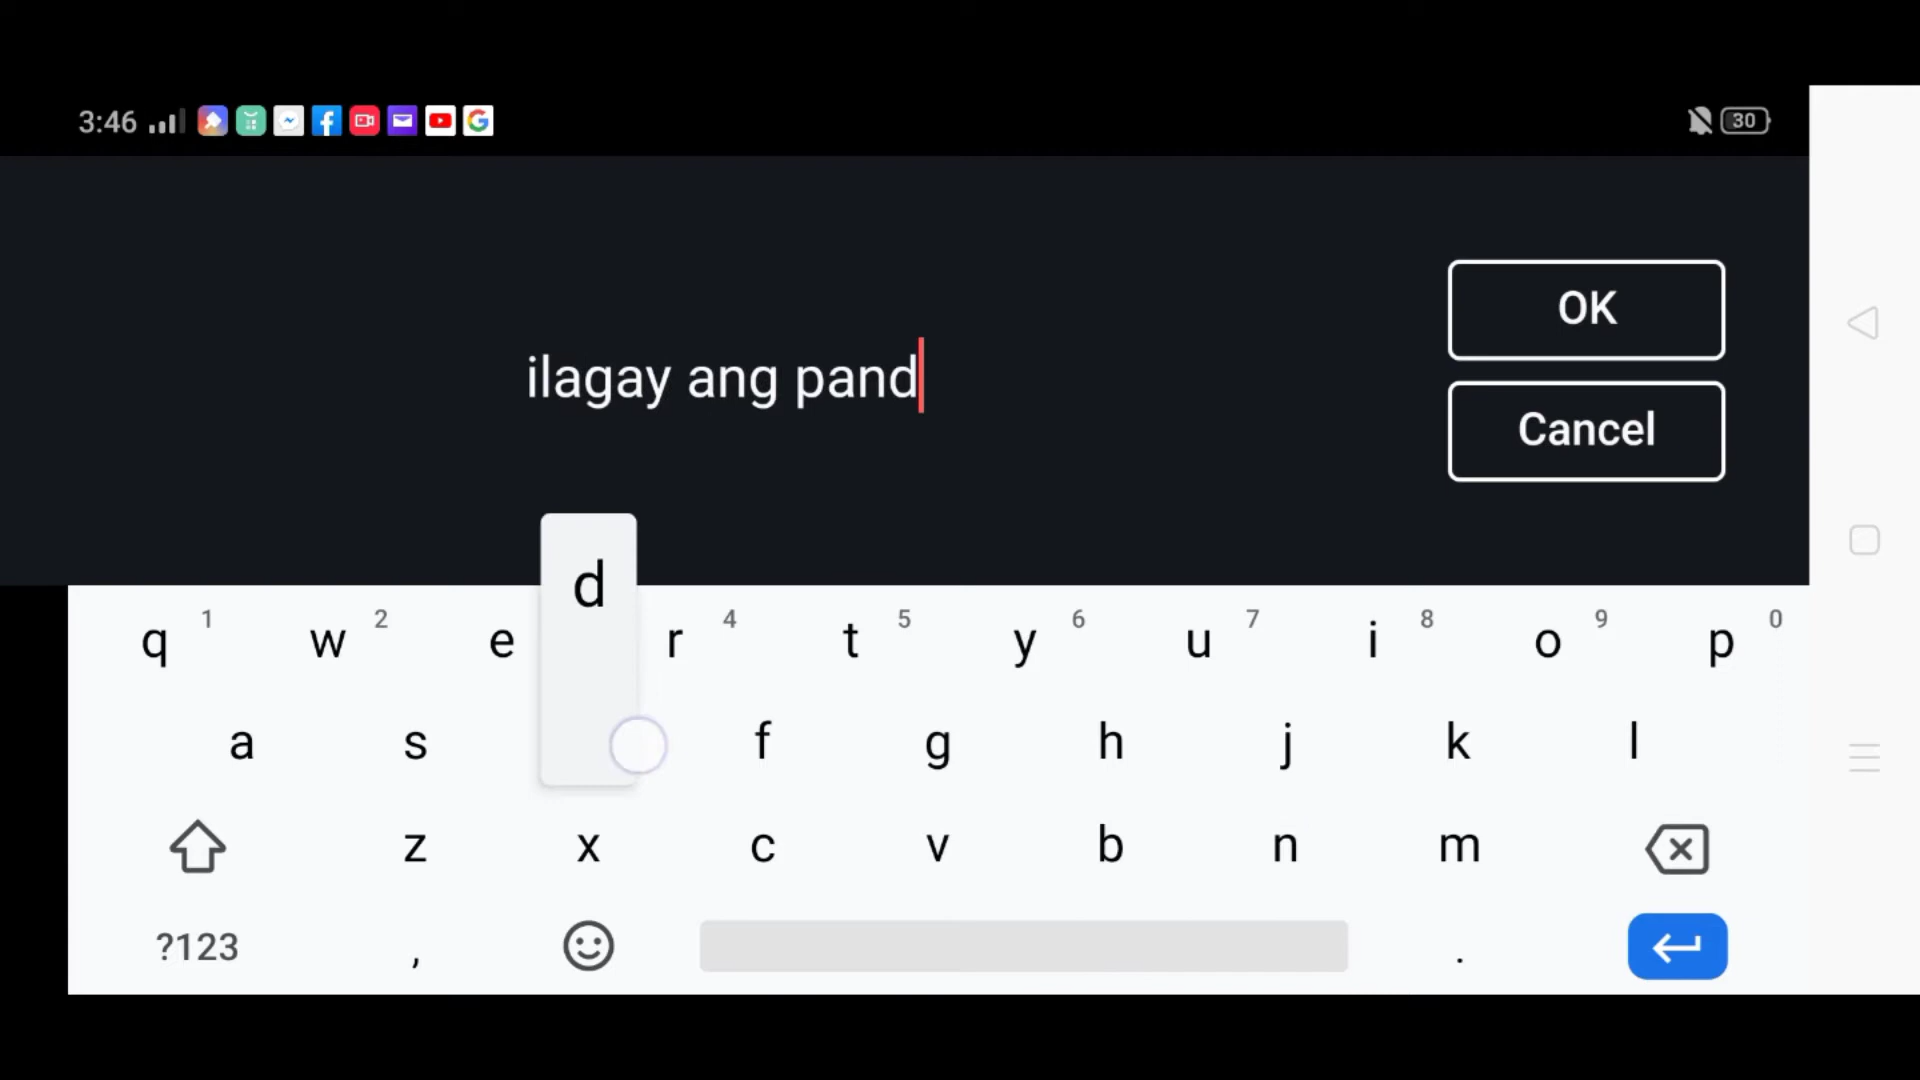 3:46
30
ilagay ang pand
OK
Cancel
d
q 1 w 2 e r 4 t 5 y 6 u 7 i 8 o 9 p 0
a s f g h j k l
z x c v b n m
?123 , .